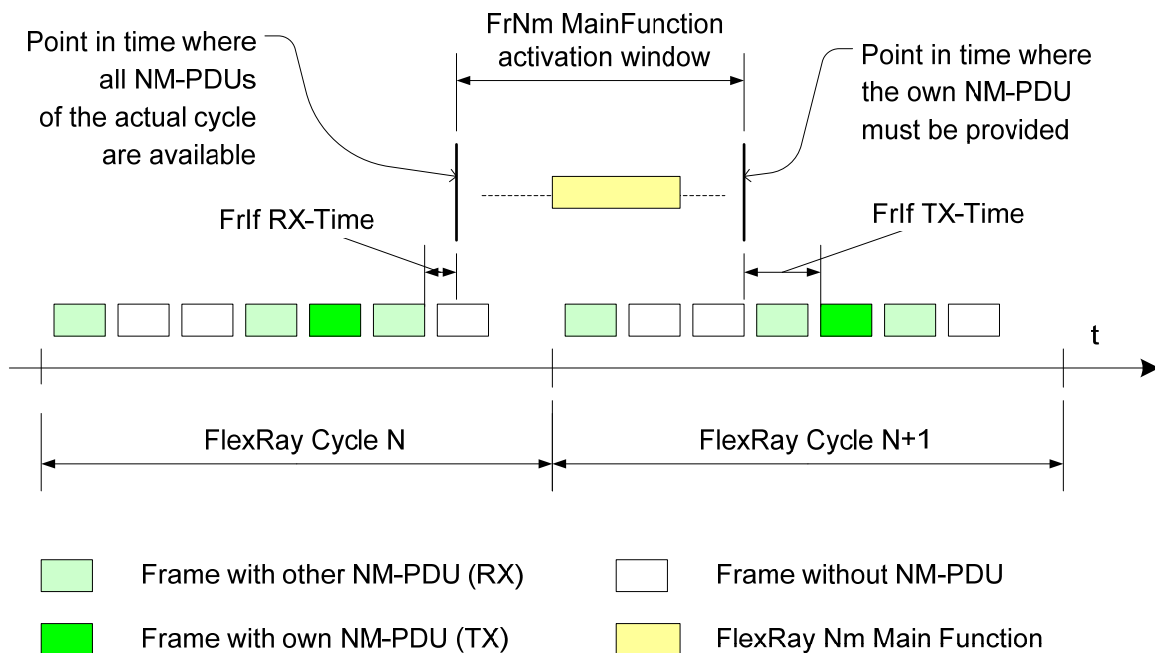 FrNm MainFunction
activation window
Point in time where
all NM-PDUs
of the actual cycle
are available
Point in time where
the own NM-PDU
must be provided
FrIf RX-Time
FrIf TX-Time
t
FlexRay Cycle N
FlexRay Cycle N+1
Frame with other NM-PDU (RX)
Frame without NM-PDU
Frame with own NM-PDU (TX)
FlexRay Nm Main Function